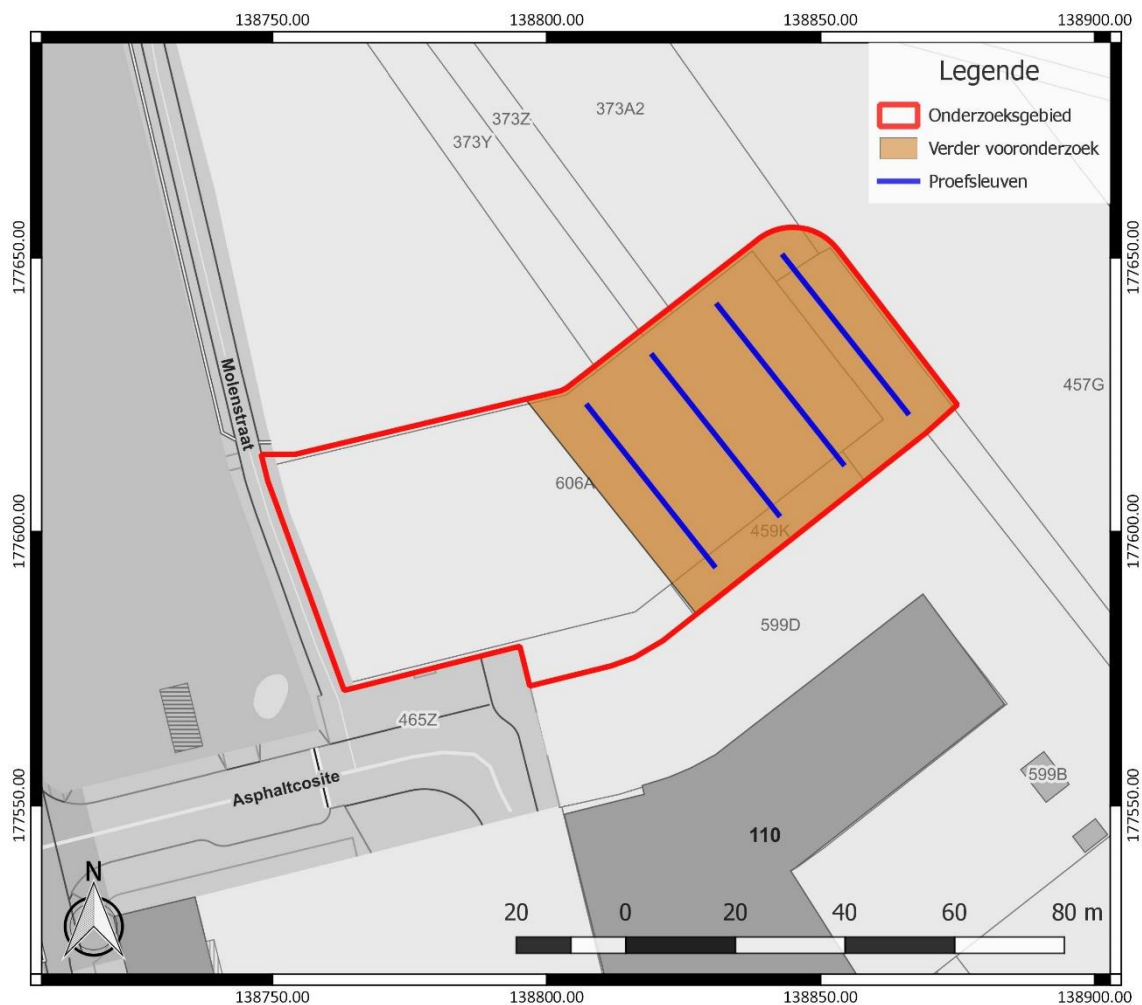 138750.00 138800.00 138850.00 138900.00
Legende
Onderzoeksgebied
Verder vooronderzoek
Proefsleuven
373A2
373Z
373Y
177650.00 177650.00
Molenstraat
457G
606A
177600.00 177600.00
459K
599D
465Z
Asphaltcosite
599B
177550.00 177550.00
110
N
20 0 20 40 60 80 m
138750.00 138800.00 138850.00 138900.00